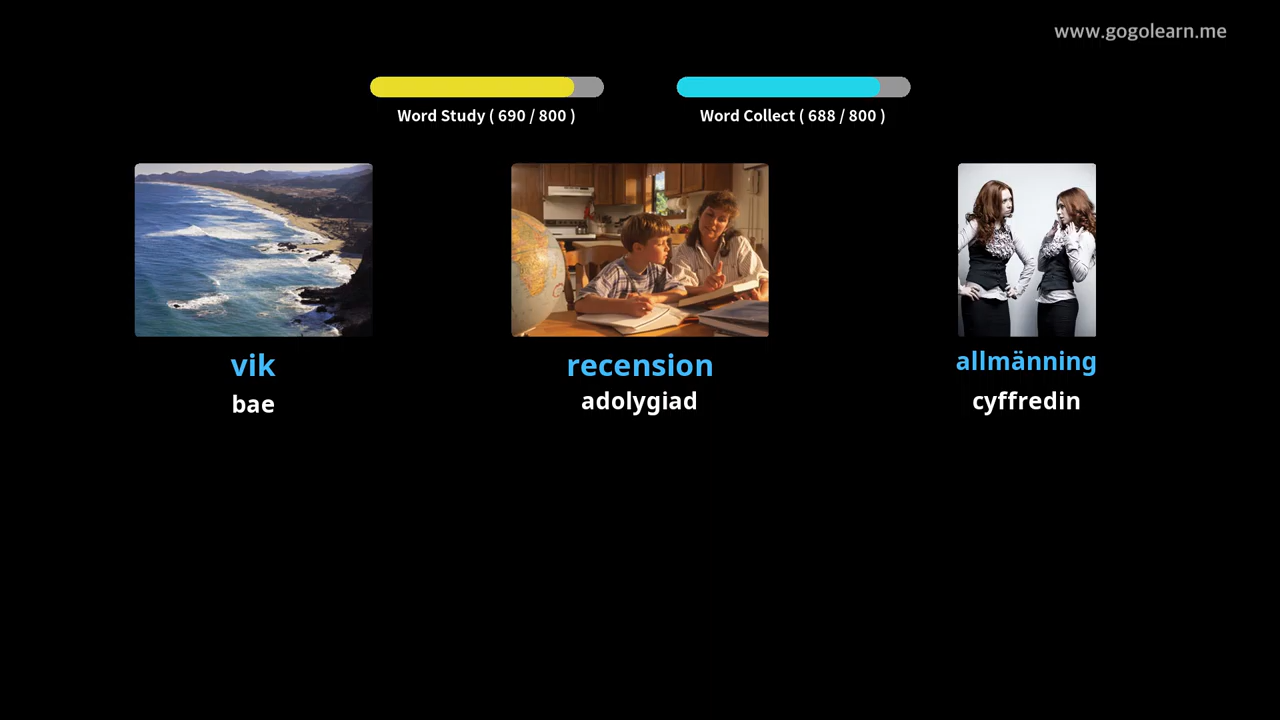 www.gogolearn.me
Word Study ( 690 / 800 )
Word Collect ( 688 / 800 )
vik
bae
recension
adolygiad
allmänning
cyffredin